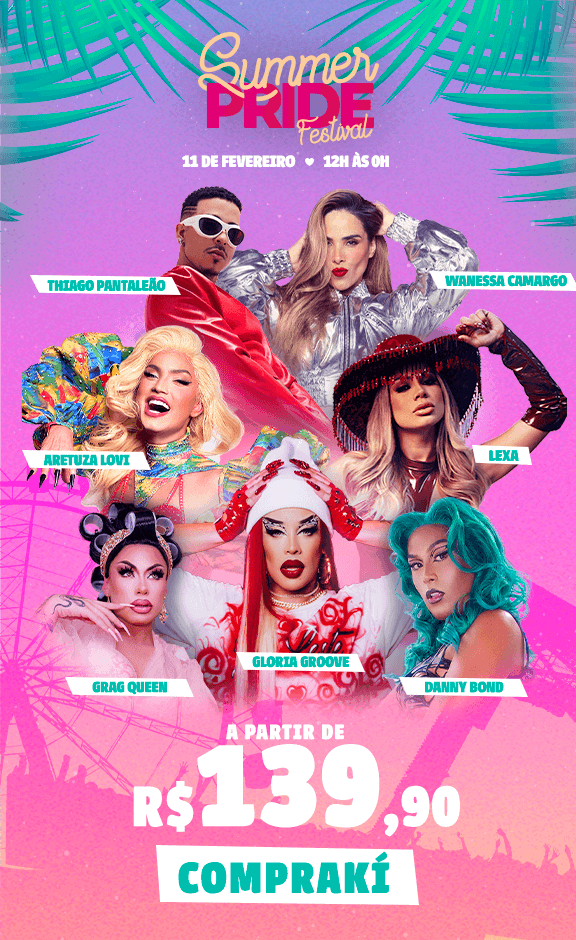 Summer
PRIDE
Festival
11 DE FEVEREIRO ♥ 12H ÀS 0H
THIAGO PANTALEÃO
WANESSA CAMARGO
ARETUZA LOVI
LEXA
GRAG QUEEN
GLORIA GROOVE
DANNY BOND
A PARTIR DE
R$139,90
COMPRAKÍ